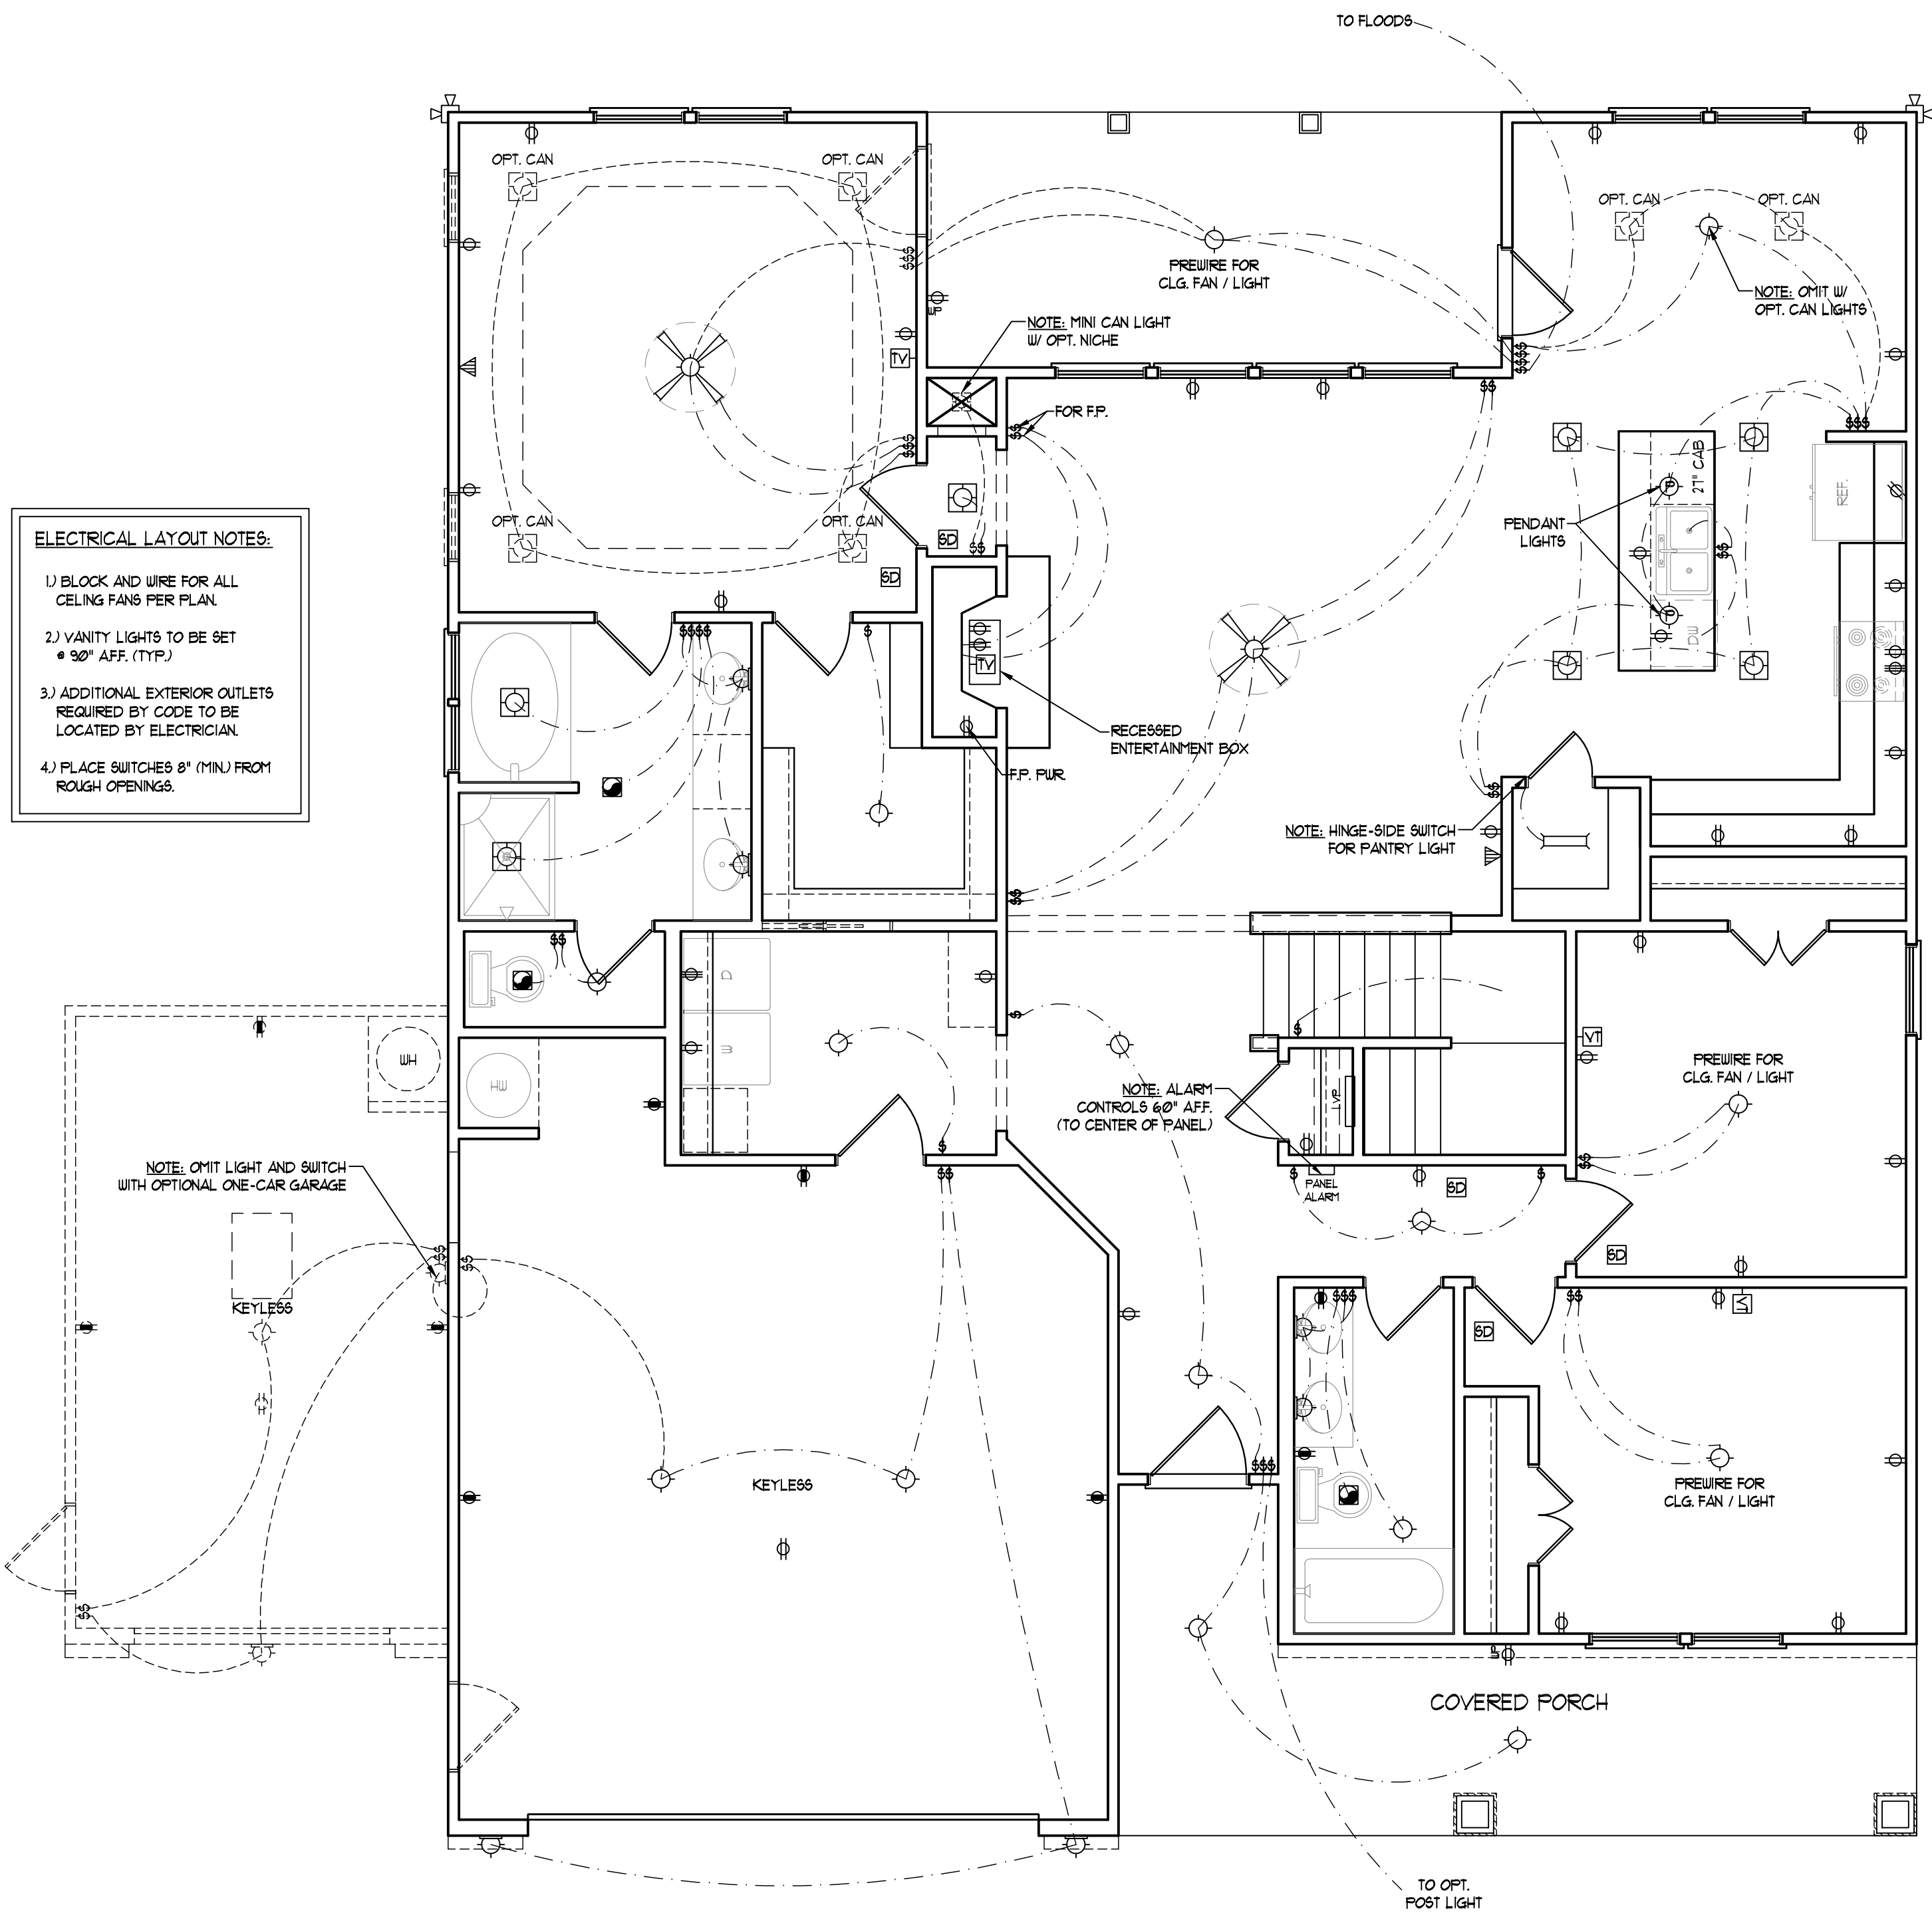 TO FLOODS
OPT. CAN
OPT. CAN
OPT. CAN
OPT. CAN
PREWIRE FOR
CLG. FAN / LIGHT
NOTE: OMIT W/
OPT. CAN LIGHTS
WP
NOTE: MINI CAN LIGHT
W/ OPT. NICHE
TV
FOR F.P.
27" CAB
REF.
PENDANT
LIGHTS
ELECTRICAL LAYOUT NOTES:
1.) BLOCK AND WIRE FOR ALL
CELING FANS PER PLAN.
2.) VANITY LIGHTS TO BE SET
@ 90" A.F.F. (TYP.)
3.) ADDITIONAL EXTERIOR OUTLETS
REQUIRED BY CODE TO BE
LOCATED BY ELECTRICIAN.
4.) PLACE SWITCHES 8" (MIN.) FROM
ROUGH OPENINGS.
OPT. CAN
OPT. CAN
SD
SD
DW
TV
RECESSED
ENTERTAINMENT BOX
F.P. PWR.
NOTE: HINGE-SIDE SWITCH
FOR PANTRY LIGHT
D
W
WH
WH
TV
PREWIRE FOR
CLG. FAN / LIGHT
NOTE: ALARM
CONTROLS 60" A.F.F.
(TO CENTER OF PANEL)
LVP
NOTE: OMIT LIGHT AND SWITCH
WITH OPTIONAL ONE-CAR GARAGE
PANEL
ALARM
SD
SD
KEYLESS
SD
TV
KEYLESS
PREWIRE FOR
CLG. FAN / LIGHT
WP
COVERED PORCH
TO OPT.
POST LIGHT